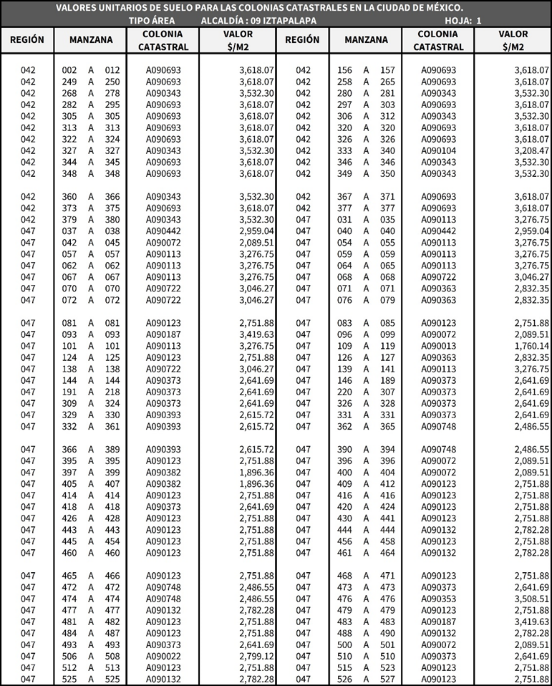 VALORES UNITARIOS DE SUELO PARA LAS COLONIAS CATASTRALES EN LA CIUDAD DE MÉXICO.
TIPO ÁREA ALCALDÍA : 09 IZTAPALAPA HOJA: 1
REGIÓN MANZANA COLONIA CATASTRAL VALOR $/M2 REGIÓN MANZANA COLONIA CATASTRAL VALOR $/M2
042 002 A 012 A090693 3,618.07 042 156 A 157 A090693 3,618.07
042 249 A 250 A090693 3,618.07 042 258 A 265 A090693 3,618.07
042 268 A 278 A090343 3,532.30 042 280 A 281 A090343 3,532.30
042 282 A 295 A090693 3,618.07 042 297 A 303 A090693 3,618.07
042 305 A 305 A090693 3,618.07 042 306 A 312 A090343 3,532.30
042 313 A 313 A090693 3,618.07 042 320 A 320 A090693 3,618.07
042 322 A 324 A090693 3,618.07 042 326 A 326 A090693 3,618.07
042 327 A 327 A090343 3,532.30 042 333 A 340 A090104 3,208.47
042 344 A 345 A090693 3,618.07 042 346 A 346 A090343 3,532.30
042 348 A 348 A090693 3,618.07 042 349 A 350 A090343 3,532.30
042 360 A 366 A090343 3,532.30 042 367 A 371 A090693 3,618.07
042 373 A 375 A090693 3,618.07 042 377 A 377 A090693 3,618.07
042 379 A 380 A090343 3,532.30 047 031 A 035 A090113 3,276.75
047 037 A 038 A090442 2,959.04 047 040 A 040 A090442 2,959.04
047 042 A 045 A090072 2,089.51 047 054 A 055 A090113 3,276.75
047 057 A 057 A090113 3,276.75 047 059 A 059 A090113 3,276.75
047 062 A 062 A090113 3,276.75 047 064 A 065 A090113 3,276.75
047 067 A 067 A090113 3,276.75 047 068 A 068 A090722 3,046.27
047 070 A 070 A090722 3,046.27 047 071 A 071 A090363 2,832.35
047 072 A 072 A090722 3,046.27 047 076 A 079 A090363 2,832.35
047 081 A 081 A090123 2,751.88 047 083 A 085 A090123 2,751.88
047 093 A 093 A090187 3,419.63 047 096 A 099 A090072 2,089.51
047 101 A 101 A090113 3,276.75 047 109 A 119 A090013 1,760.14
047 124 A 125 A090123 2,751.88 047 126 A 127 A090363 2,832.35
047 138 A 138 A090722 3,046.27 047 139 A 141 A090113 3,276.75
047 144 A 144 A090373 2,641.69 047 146 A 189 A090373 2,641.69
047 191 A 218 A090373 2,641.69 047 220 A 307 A090373 2,641.69
047 309 A 324 A090373 2,641.69 047 326 A 328 A090373 2,641.69
047 329 A 330 A090393 2,615.72 047 331 A 331 A090373 2,641.69
047 332 A 361 A090393 2,615.72 047 362 A 365 A090748 2,486.55
047 366 A 389 A090393 2,615.72 047 390 A 394 A090748 2,486.55
047 395 A 395 A090123 2,751.88 047 396 A 396 A090072 2,089.51
047 397 A 399 A090382 1,896.36 047 400 A 404 A090072 2,089.51
047 405 A 407 A090382 1,896.36 047 409 A 412 A090123 2,751.88
047 414 A 414 A090123 2,751.88 047 416 A 416 A090123 2,751.88
047 418 A 418 A090373 2,641.69 047 420 A 424 A090123 2,751.88
047 426 A 428 A090123 2,751.88 047 430 A 441 A090123 2,751.88
047 443 A 443 A090123 2,751.88 047 444 A 444 A090132 2,782.28
047 445 A 454 A090123 2,751.88 047 456 A 458 A090123 2,751.88
047 460 A 460 A090123 2,751.88 047 461 A 464 A090132 2,782.28
047 465 A 466 A090123 2,751.88 047 468 A 471 A090123 2,751.88
047 472 A 472 A090748 2,486.55 047 473 A 473 A090373 2,641.69
047 474 A 474 A090748 2,486.55 047 476 A 476 A090353 3,508.51
047 477 A 477 A090132 2,782.28 047 479 A 479 A090123 2,751.88
047 481 A 482 A090123 2,751.88 047 483 A 483 A090187 3,419.63
047 484 A 487 A090123 2,751.88 047 488 A 490 A090132 2,782.28
047 493 A 493 A090373 2,641.69 047 500 A 501 A090072 2,089.51
047 506 A 508 A090022 2,799.12 047 510 A 510 A090373 2,641.69
047 512 A 513 A090123 2,751.88 047 515 A 523 A090123 2,751.88
047 525 A 525 A090132 2,782.28 047 526 A 527 A090123 2,751.88